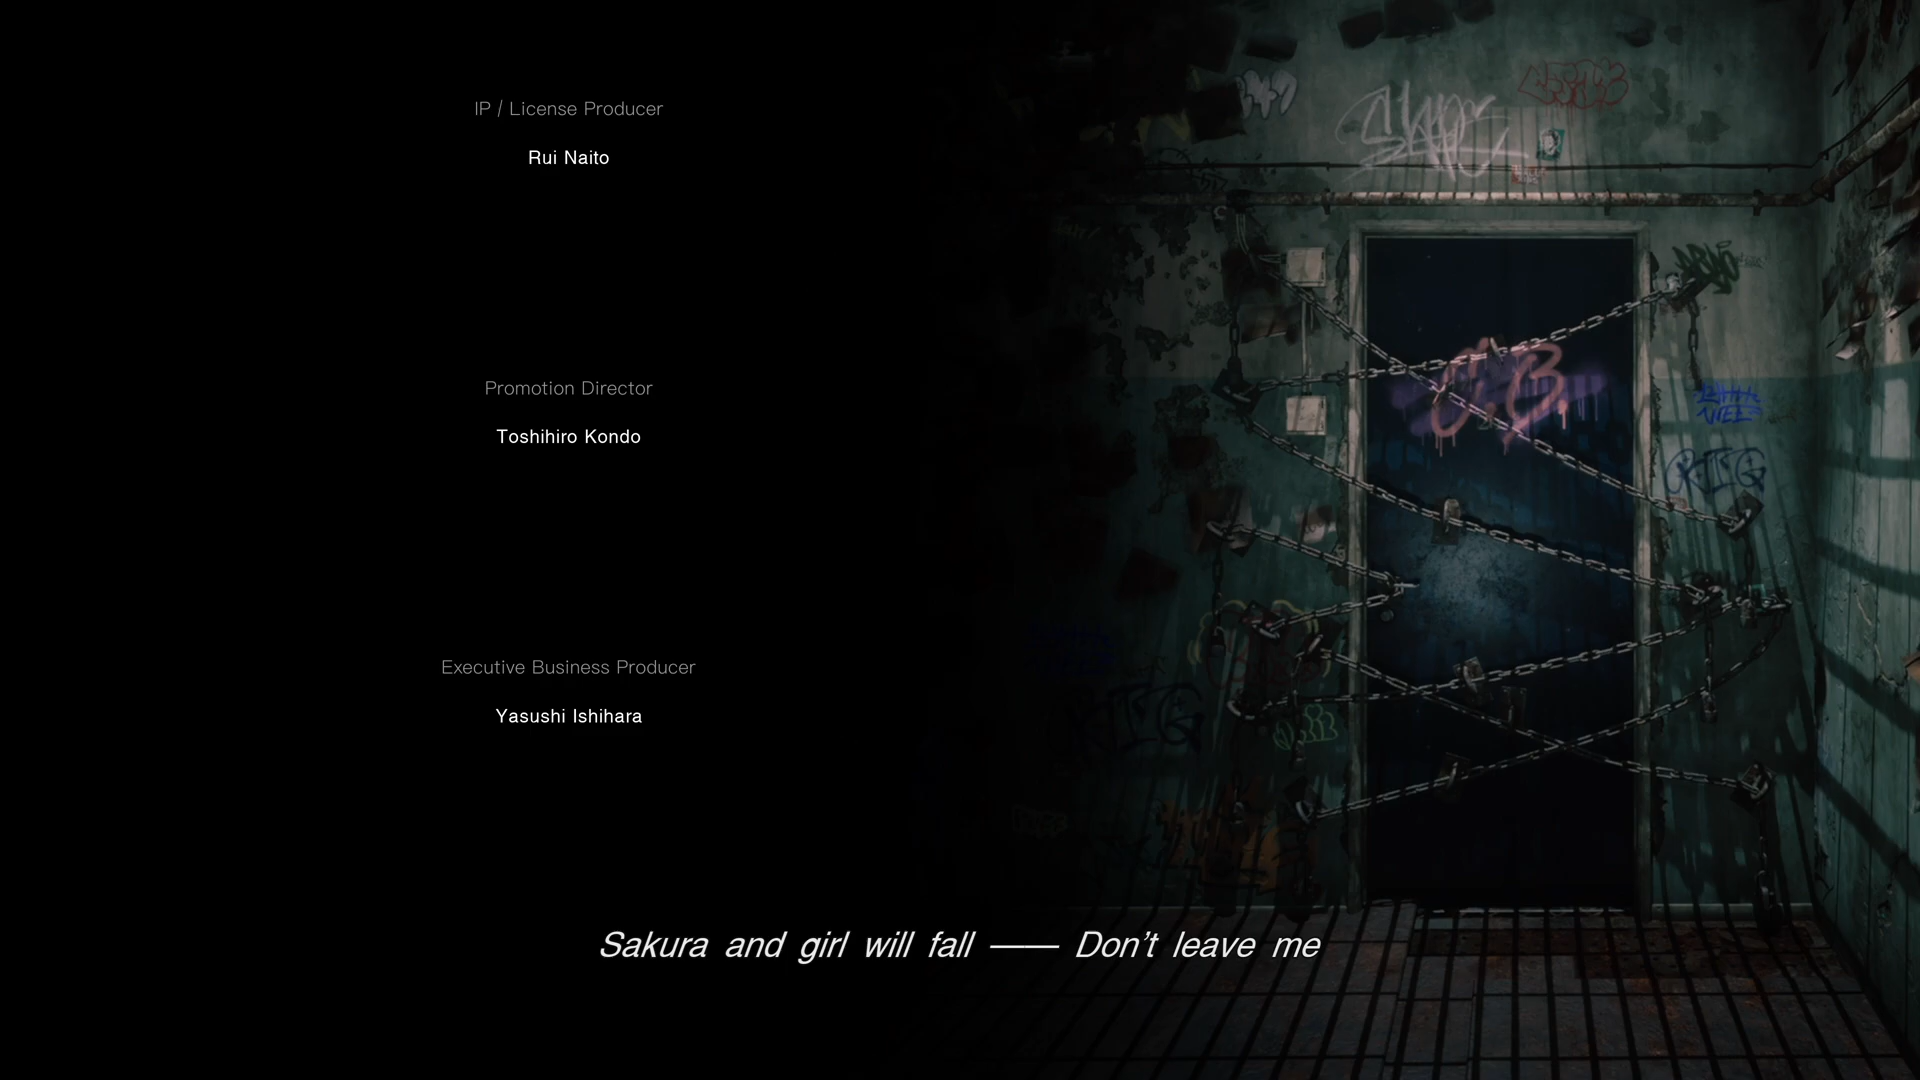 IP / License Producer
Rui Naito
Promotion Director
Toshihiro Kondo
Executive Business Producer
Yasushi Ishihara
C.B.
Sakura and girl will fall —— Don’t leave me